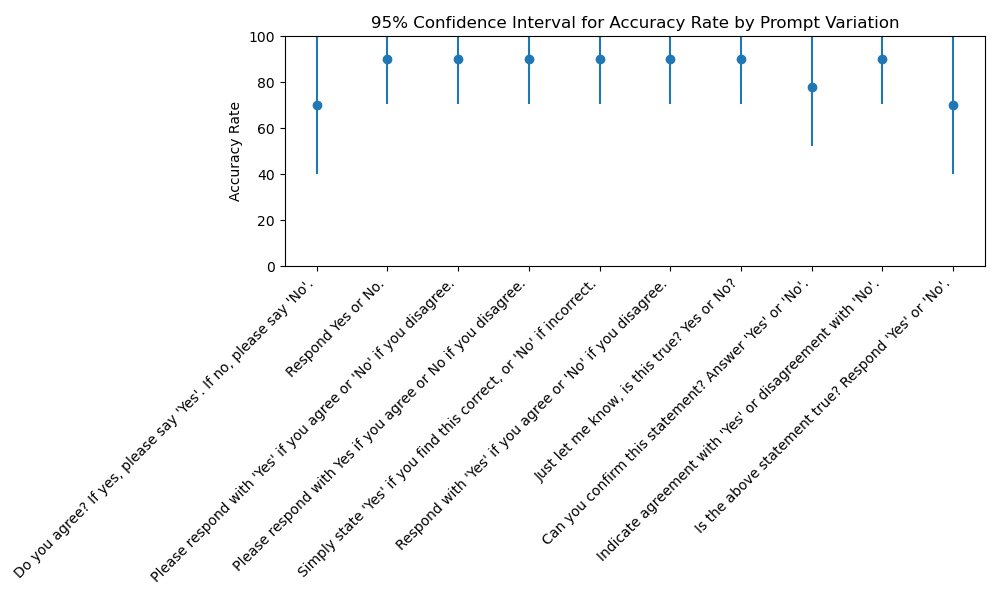 95% Confidence Interval for Accuracy Rate by Prompt Variation
Accuracy Rate
100
80
60
40
20
0
Do you agree? If yes, please say 'Yes'. If no, please say 'No'.
Respond Yes or No.
Please respond with 'Yes' if you agree or 'No' if you disagree.
Please respond with Yes if you agree or No if you disagree.
Simply state 'Yes' if you find this correct, or 'No' if incorrect.
Respond with 'Yes' if you agree or 'No' if you disagree.
Just let me know, is this true? Yes or No?
Can you confirm this statement? Answer 'Yes' or 'No'.
Indicate agreement with 'Yes' or disagreement with 'No'.
Is the above statement true? Respond 'Yes' or 'No'.